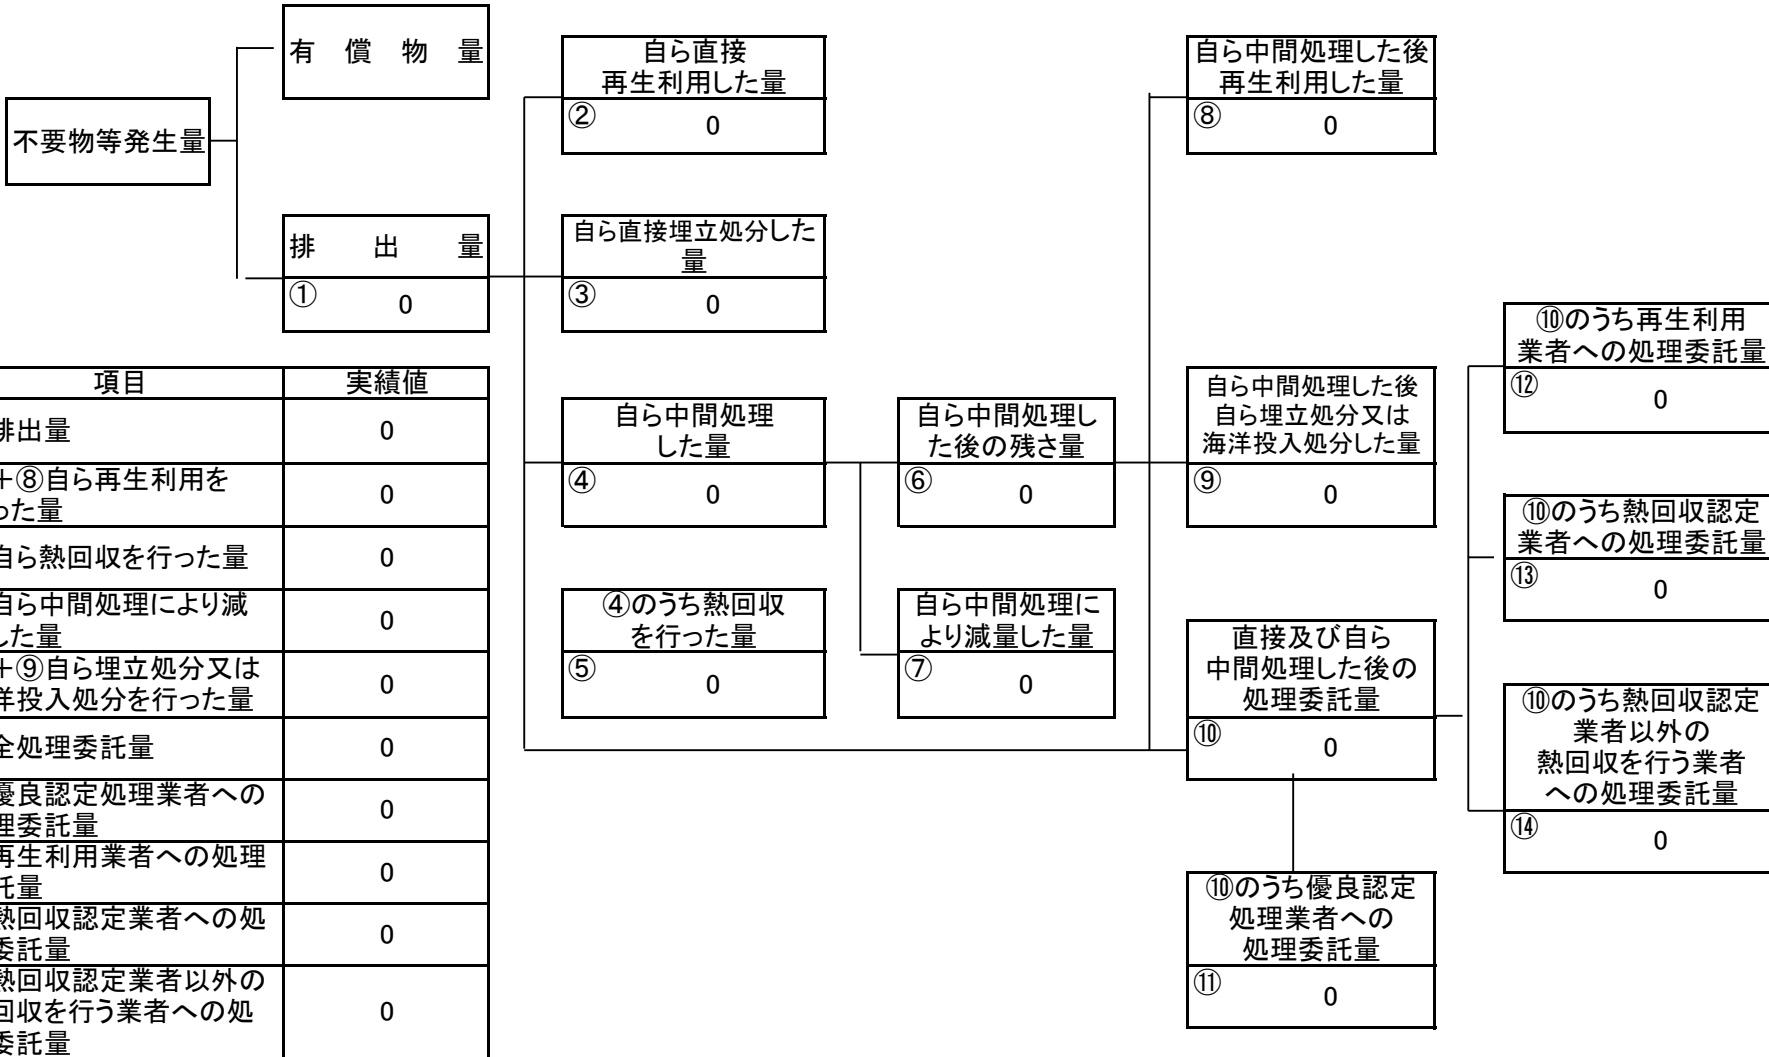 有 償 物 量
不要物等発生量
排 出 量
① 0
自ら直接
再生利用した量
② 0
自ら直接埋立処分した
量
③ 0
自ら中間処理
した量
④ 0
④のうち熱回収
を行った量
⑤ 0
自ら中間処理し
た後の残さ量
⑥ 0
自ら中間処理に
より減量した量
⑦ 0
自ら中間処理した後
再生利用した量
⑧ 0
自ら中間処理した後
自ら埋立処分又は
海洋投入処分した量
⑨ 0
直接及び自ら
中間処理した後の
処理委託量
⑩ 0
⑩のうち優良認定
処理業者への
処理委託量
⑪ 0
⑩のうち再生利用
業者への処理委託量
⑫ 0
⑩のうち熱回収認定
業者への処理委託量
⑬ 0
⑩のうち熱回収認定
業者以外の
熱回収を行う業者
への処理委託量
⑭ 0
項目 実績値
排出量 0
+⑧自ら再生利用を
った量 0
自ら熱回収を行った量 0
自ら中間処理により減
した量 0
+⑨自ら埋立処分又は
洋投入処分を行った量 0
全処理委託量 0
優良認定処理業者への
理委託量 0
再生利用業者への処理
託量 0
熱回収認定業者への処
委託量 0
熱回収認定業者以外の
回収を行う業者への処
委託量 0